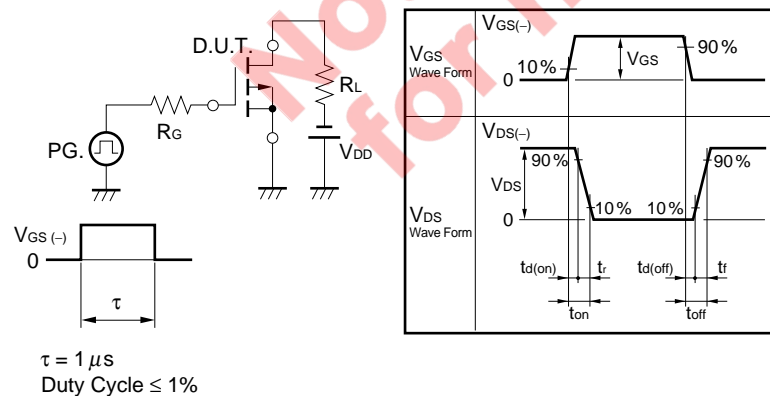 D.U.T.
RG
PG.
RL
VDD
VGS (−)
0
τ
τ = 1 μs
Duty Cycle ≤ 1%
VGS
Wave Form
VGS(−)
10%
0
VGS
90%
VDS
Wave Form
VDS(−)
90%
VDS
0
10%
10%
90%
td(on)
tr
td(off)
tf
ton
toff